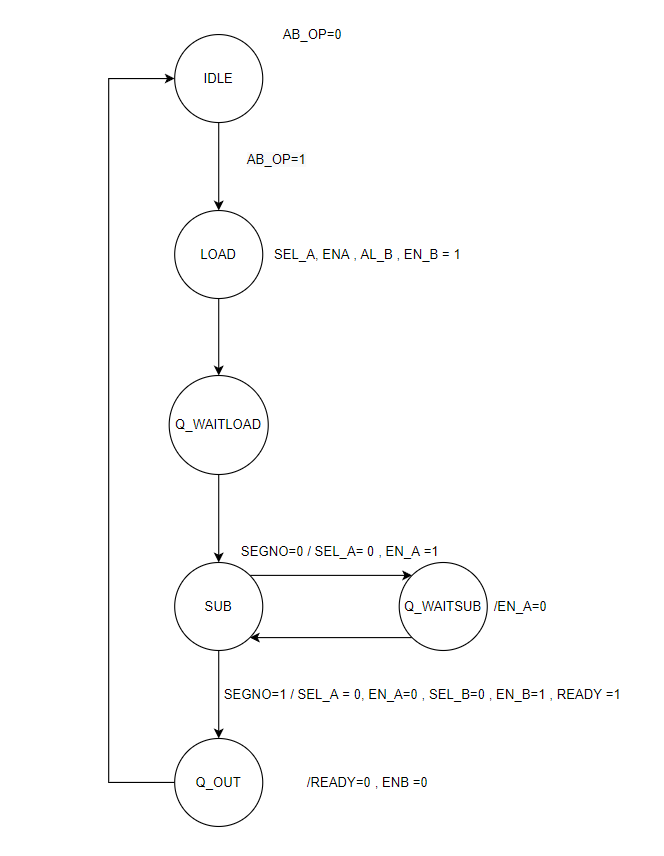 AB_OP=0
IDLE
AB_OP=1
LOAD
SEL_A, ENA , AL_B , EN_B = 1
Q_WAITLOAD
SEGNO=0 / SEL_A= 0 , EN_A =1
SUB
Q_WAITSUB
/EN_A=0
SEGNO=1 / SEL_A = 0, EN_A=0 , SEL_B=0 , EN_B=1 , READY =1
Q_OUT
/READY=0 , ENB =0